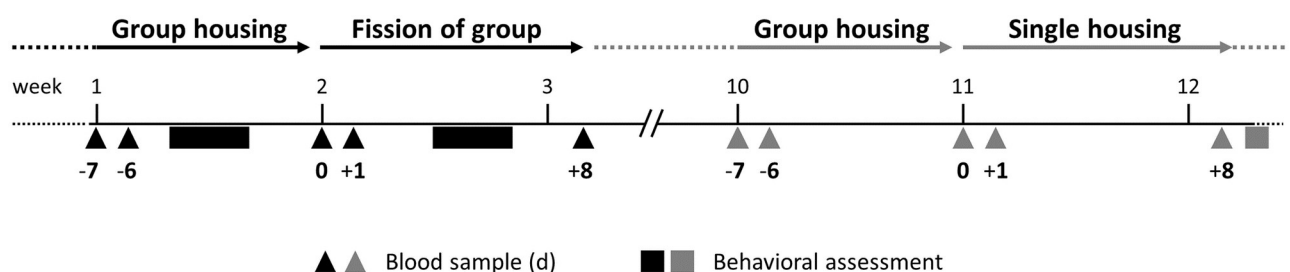 Group housing Fission of group Group housing Single housing
week 1 2 3 10 11 12
-7 -6 0 +1 +8 -7 -6 0 +1 +8
Blood sample (d) Behavioral assessment